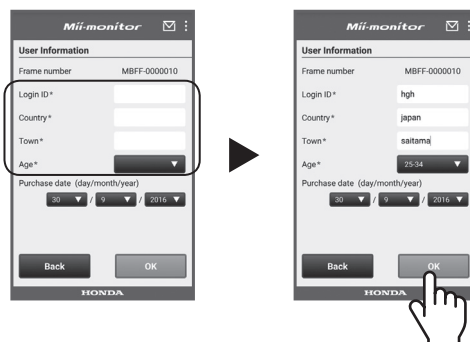 Mii-monitor
User Information
Frame number MBFF-0000010
Login ID*
Country*
Town*
Age*
Purchase date (day/month/year)
30 / 9 / 2016
Back OK
HONDA
Mii-monitor
User Information
Frame number MBFF-0000010
Login ID* hgh
Country* japan
Town* saitama
Age* 25-34
Purchase date (day/month/year)
30 / 9 / 2016
Back OK
HONDA